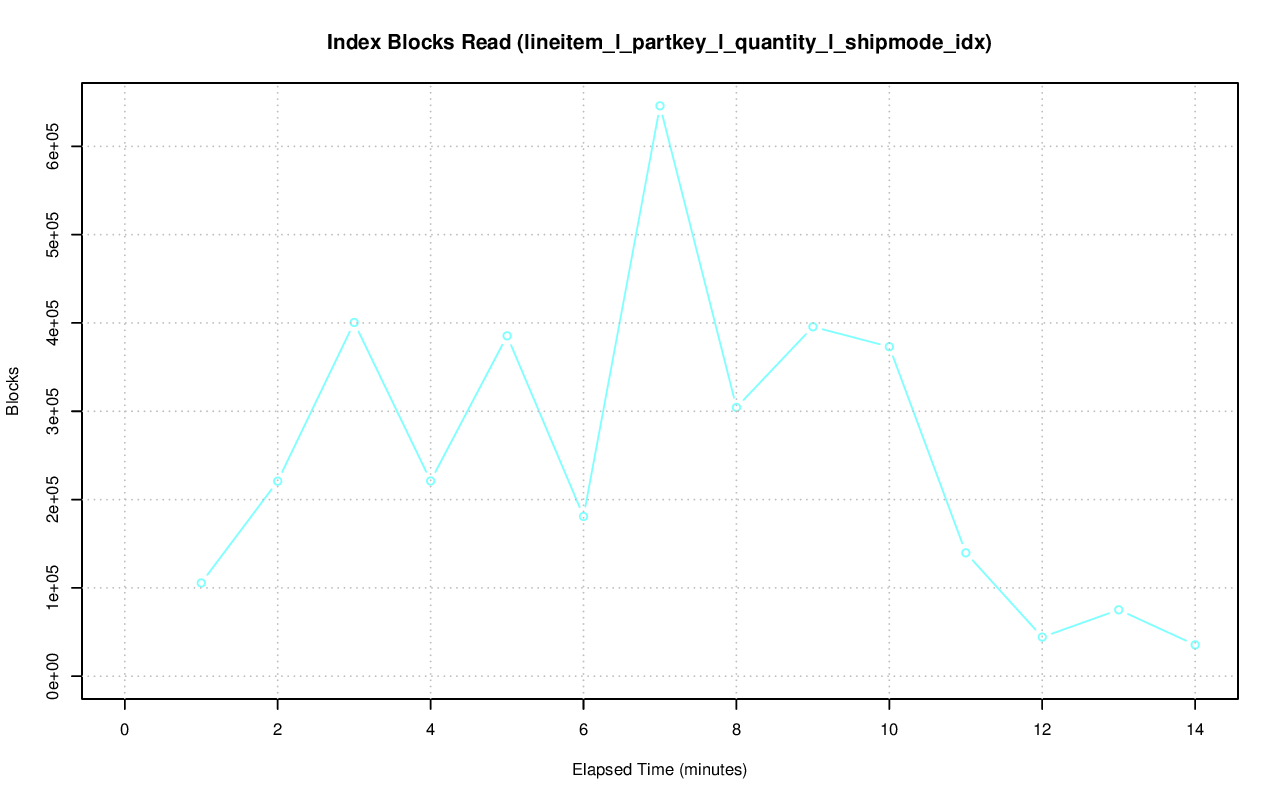 Index Blocks Read (lineitem_l_partkey_l_quantity_l_shipmode_idx)
6e+05
5e+05
4e+05
3e+05
2e+05
1e+05
0e+00
Blocks
0 2 4 6 8 10 12 14
Elapsed Time (minutes)